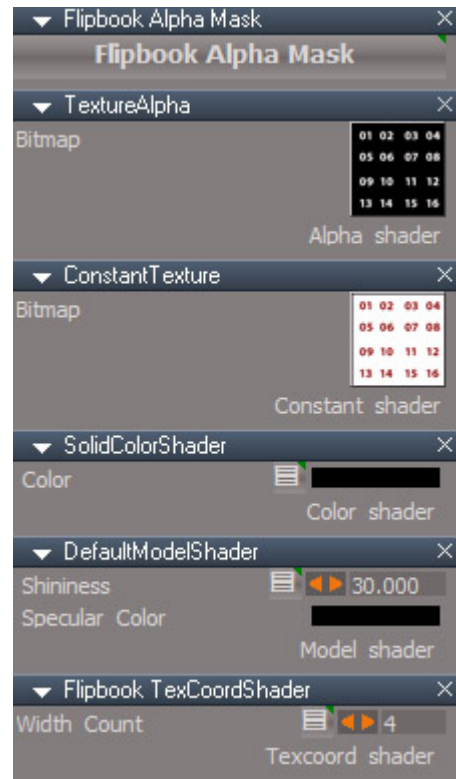 Flipbook Alpha Mask
Flipbook Alpha Mask
TextureAlpha
Bitmap
01 02 03 04
05 06 07 08
09 10 11 12
13 14 15 16
Alpha shader
ConstantTexture
Bitmap
01 02 03 04
05 06 07 08
09 10 11 12
13 14 15 16
Constant shader
SolidColorShader
Color
Color shader
DefaultModelShader
Shininess 30.000
Specular Color
Model shader
Flipbook TexCoordShader
Width Count 4
Texcoord shader